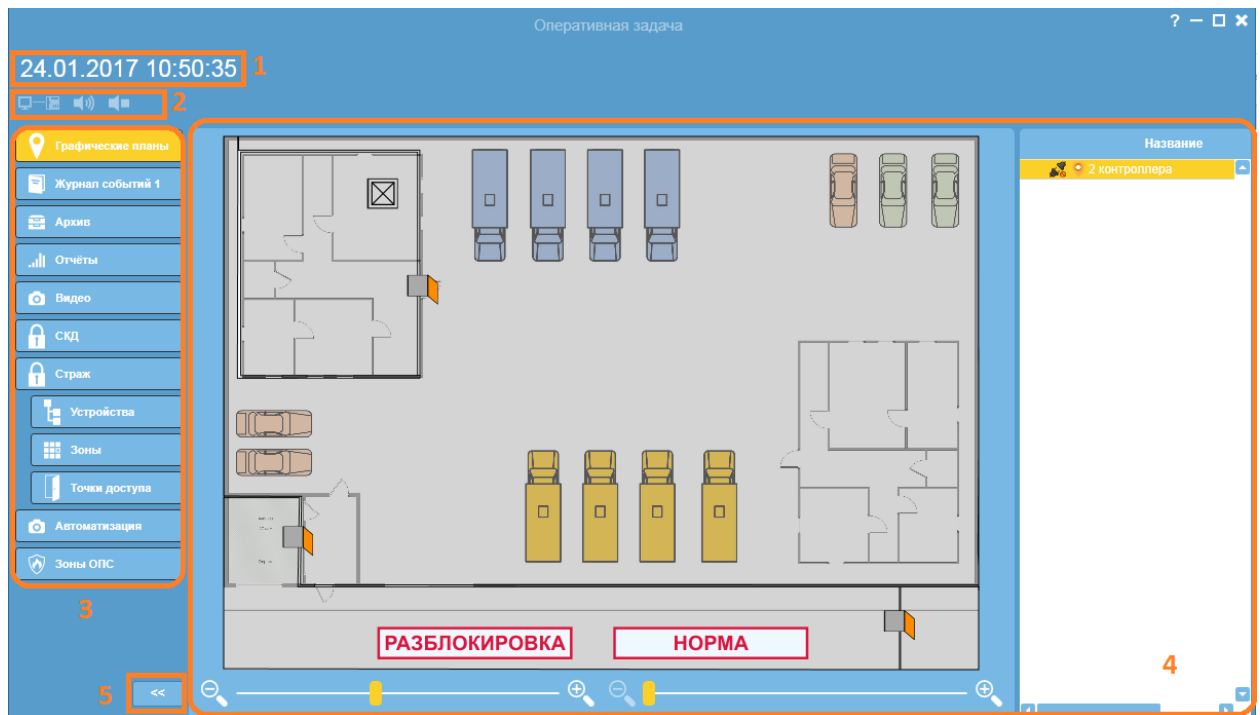 Оперативная задача
?
24.01.2017 10:50:35
1
2
Графические планы
Журнал событий 1
Архив
Отчёты
Видео
СКД
Страж
Устройства
Зоны
Точки доступа
Автоматизация
Зоны ОПС
3
5
<<
РАЗБЛОКИРОВКА
НОРМА
Название
2 контроллера
4